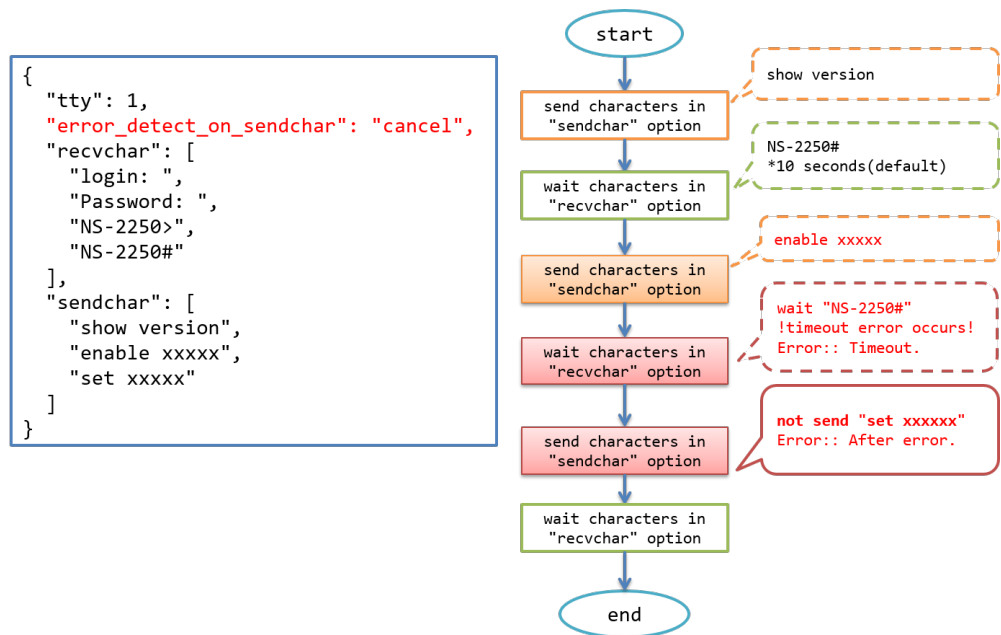 {
  "tty": 1,
  "error_detect_on_sendchar": "cancel",
  "recvchar": [
    "login: ",
    "Password: ",
    "NS-2250>",
    "NS-2250#"
  ],
  "sendchar": [
    "show version",
    "enable xxxxx",
    "set xxxxx"
  ]
}
start
send characters in
"sendchar" option
show version
wait characters in
"recvchar" option
NS-2250#
*10 seconds(default)
send characters in
"sendchar" option
enable xxxxx
wait characters in
"recvchar" option
wait "NS-2250#"
!timeout error occurs!
Error:: Timeout.
send characters in
"sendchar" option
not send "set xxxxxx"
Error:: After error.
wait characters in
"recvchar" option
end